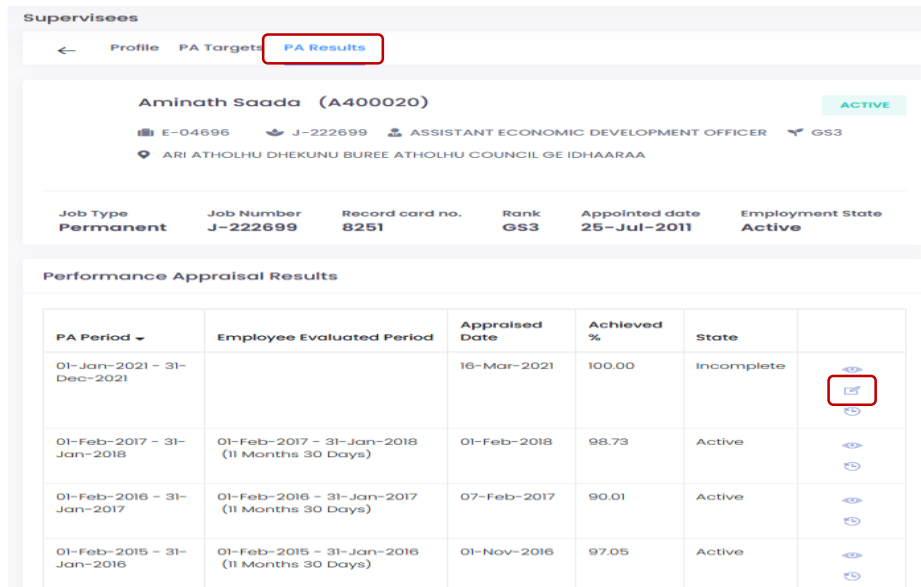 Supervisees
Profile PA Targets PA Results
Aminath Saada (A400020) ACTIVE
E-04696 J-222699 ASSISTANT ECONOMIC DEVELOPMENT OFFICER GS3
ARI ATHOLHU DHEKUNU BUREE ATHOLHU COUNCIL GE IDHAARAA
Job Type Job Number Record card no. Rank Appointed date Employment State
Permanent J-222699 8251 GS3 25-Jul-2011 Active
Performance Appraisal Results
PA Period Employee Evaluated Period Appraised Date Achieved % State
01-Jan-2021 - 31-Dec-2021 16-Mar-2021 100.00 Incomplete
01-Feb-2017 - 31-Jan-2018 01-Feb-2017 - 31-Jan-2018 (11 Months 30 Days) 01-Feb-2018 98.73 Active
01-Feb-2016 - 31-Jan-2017 01-Feb-2016 - 31-Jan-2017 (11 Months 30 Days) 07-Feb-2017 90.01 Active
01-Feb-2015 - 31-Jan-2016 01-Feb-2015 - 31-Jan-2016 (11 Months 30 Days) 01-Nov-2016 97.05 Active